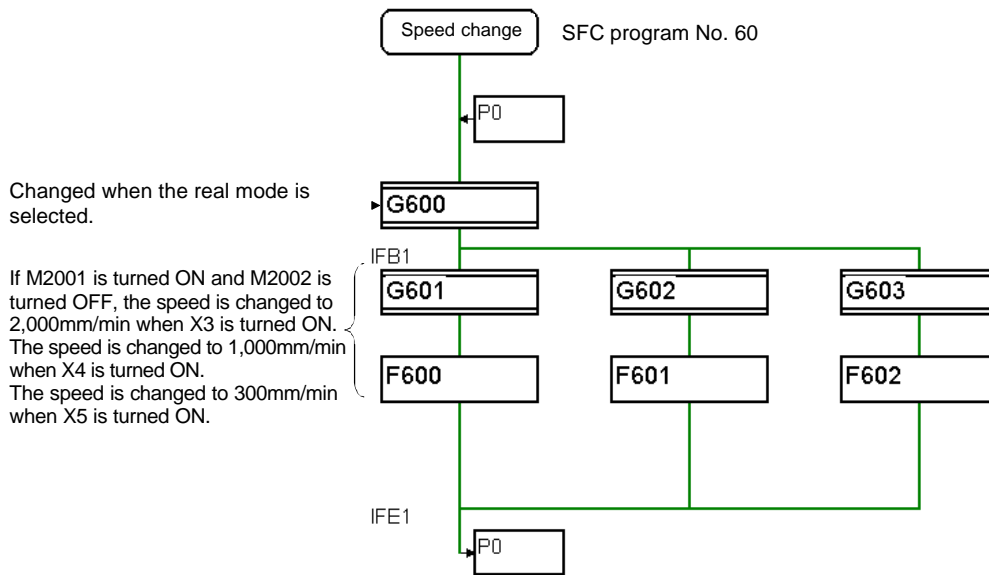 Speed change
SFC program No. 60
P0
Changed when the real mode is
selected.
G600
IFB1
If M2001 is turned ON and M2002 is
turned OFF, the speed is changed to
2,000mm/min when X3 is turned ON.
The speed is changed to 1,000mm/min
when X4 is turned ON.
The speed is changed to 300mm/min
when X5 is turned ON.
G601
G602
G603
F600
F601
F602
IFE1
P0